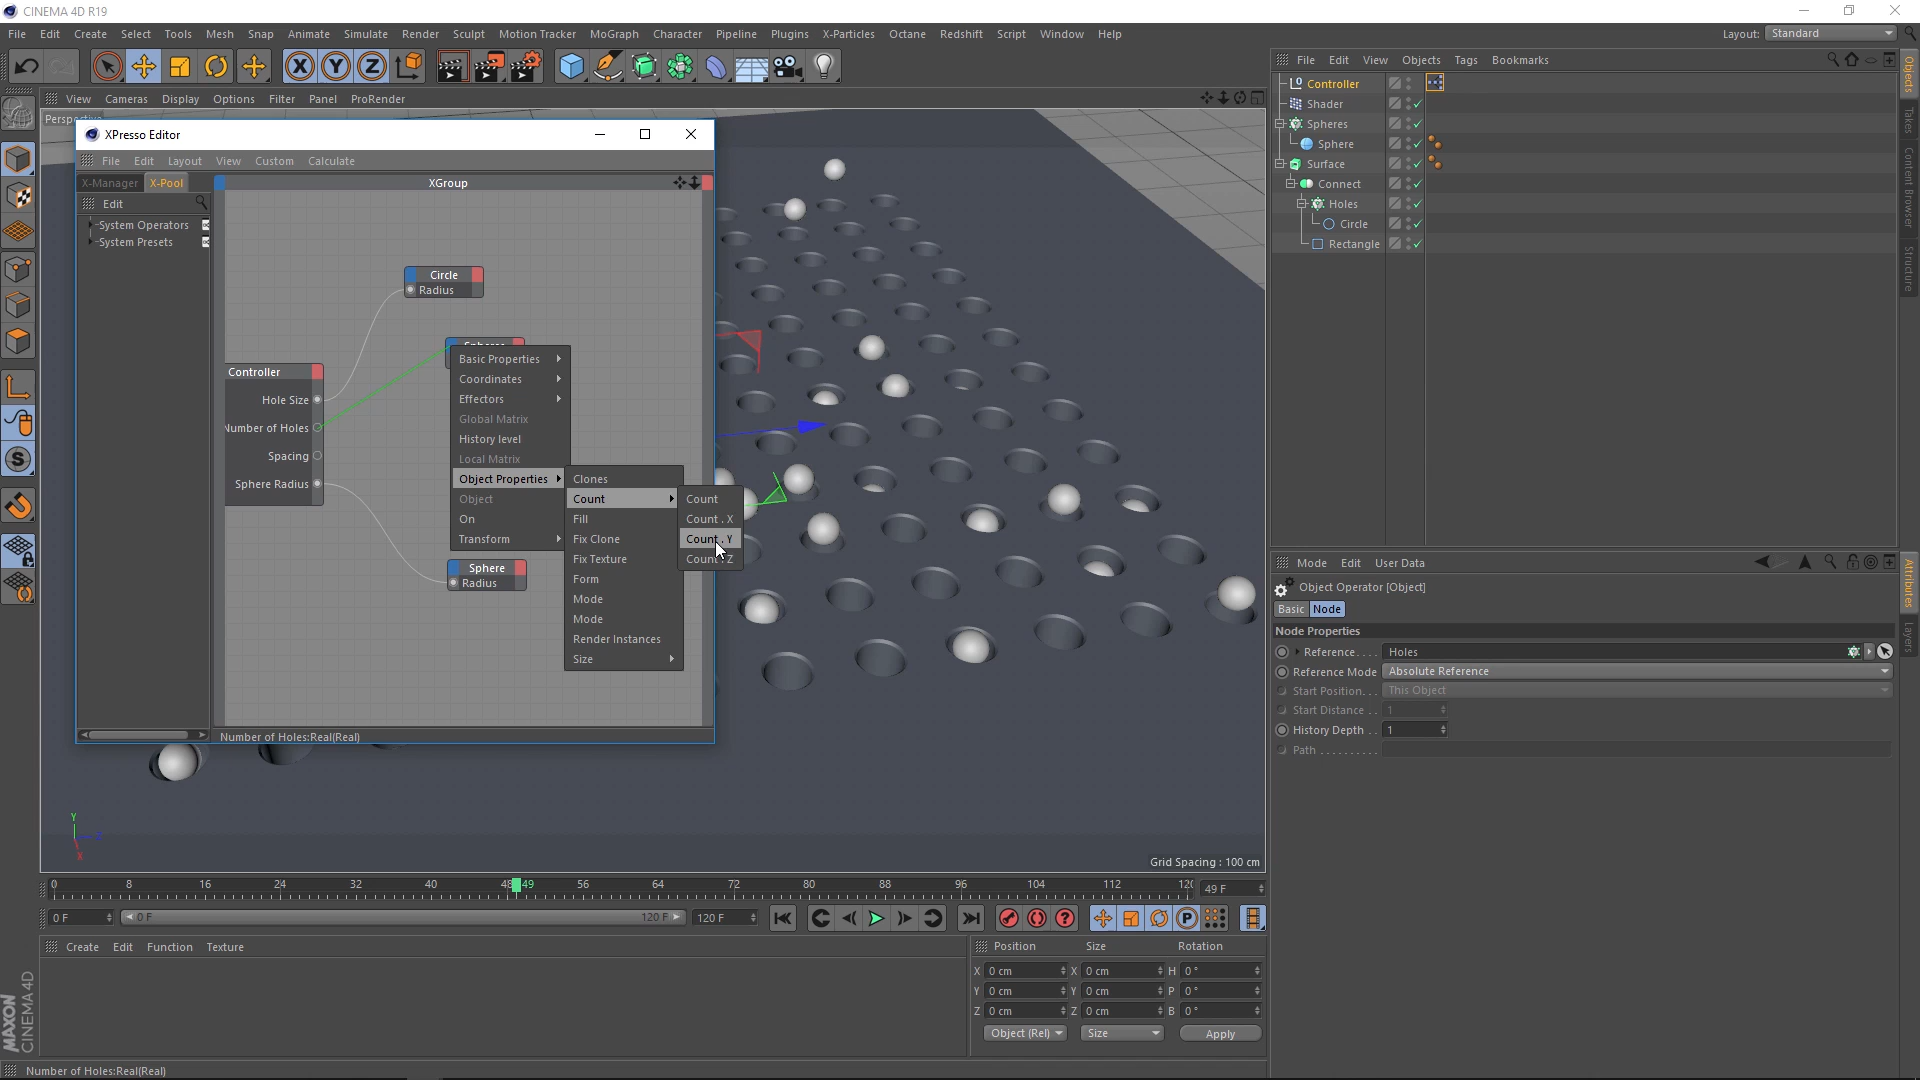 CINEMA 4D R19
File Edit Create Select Tools Mesh Snap Animate Simulate Render Sculpt Motion Tracker MoGraph Character Pipeline Plugins X-Particles Octane Redshift Script Window Help
Layout: Standard
View Cameras Display Options Filter Panel ProRender
XPresso Editor
File Edit Layout View Custom Calculate
X-Manager X-Pool
XGroup
Edit
System Operators
System Presets
Circle
Radius
Controller
Hole Size
Number of Holes
Spacing
Sphere Radius
Spheres
Basic Properties
Coordinates
Effectors
Global Matrix
History level
Local Matrix
Object Properties
Object
On
Transform
Clones
Count
Fill
Fix Clone
Fix Texture
Form
Mode
Mode
Render Instances
Size
Count
Count . X
Count . Y
Count . Z
Sphere
Radius
Number of Holes:Real(Real)
Y
Z
X
Grid Spacing : 100 cm
File Edit View Objects Tags Bookmarks
Controller
Shader
Spheres
Sphere
Surface
Connect
Holes
Circle
Rectangle
Objects
Takes
Content Browser
Structure
Mode Edit User Data
Object Operator [Object]
Basic Node
Node Properties
Reference.... Holes
Reference Mode Absolute Reference
Start Position... This Object
Start Distance .. 1
History Depth .. 1
Path ..........
Attributes
Layers
0 8 16 24 32 40 48 49 56 64 72 80 88 96 104 112 120
49 F
0 F 0 F 120 F 120 F
Create Edit Function Texture
Position Size Rotation
X 0 cm X 0 cm H 0 °
Y 0 cm Y 0 cm P 0 °
Z 0 cm Z 0 cm B 0 °
Object (Rel) Size Apply
MAXON
CINEMA 4D
Number of Holes:Real(Real)